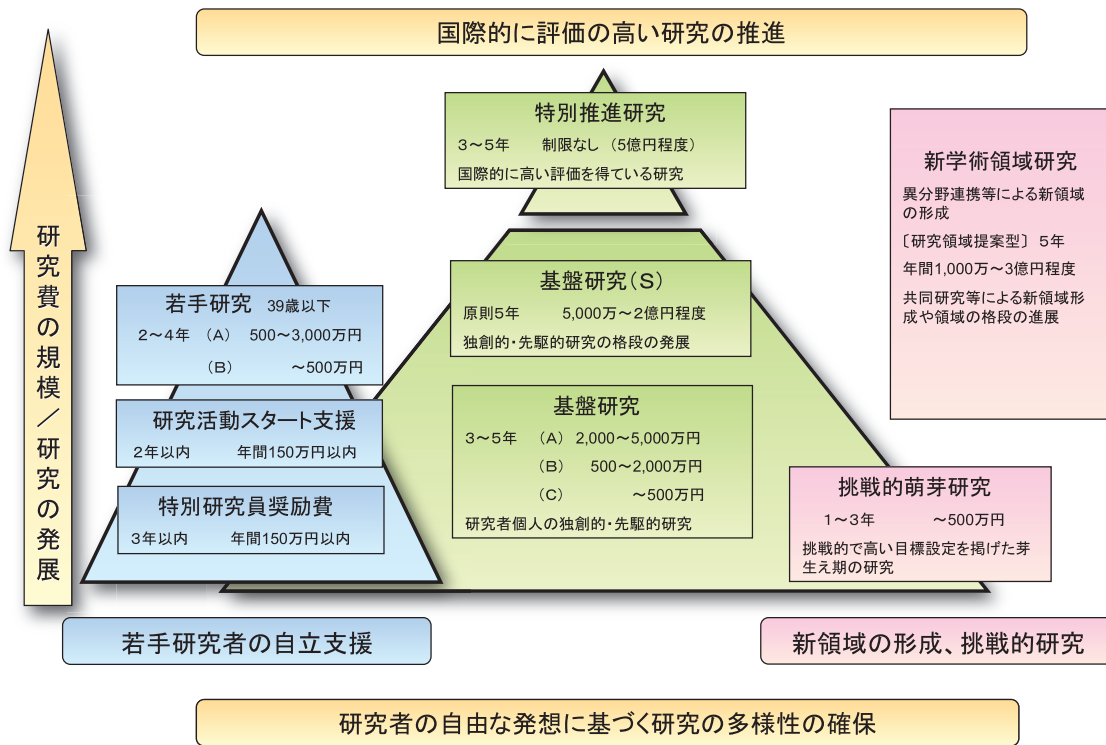 国際的に評価の高い研究の推進
研究費の規模／研究の発展
特別推進研究
3～5年　制限なし （5億円程度）
国際的に高い評価を得ている研究
新学術領域研究
異分野連携等による新領域
の形成
〔研究領域提案型〕 5年
年間1,000万～3億円程度
共同研究等による新領域形
成や領域の格段の進展
基盤研究（S）
原則5年　5,000万～2億円程度
独創的・先駆的研究の格段の発展
若手研究　39歳以下
2～4年　（A）　500～3,000万円
（B）　～500万円
研究活動スタート支援
2年以内　年間150万円以内
特別研究員奨励費
3年以内　年間150万円以内
基盤研究
3～5年　（A） 2,000～5,000万円
（B）　500～2,000万円
（C）　～500万円
研究者個人の独創的・先駆的研究
挑戦的萌芽研究
1～3年　～500万円
挑戦的で高い目標設定を掲げた芽
生え期の研究
若手研究者の自立支援
新領域の形成、挑戦的研究
研究者の自由な発想に基づく研究の多様性の確保